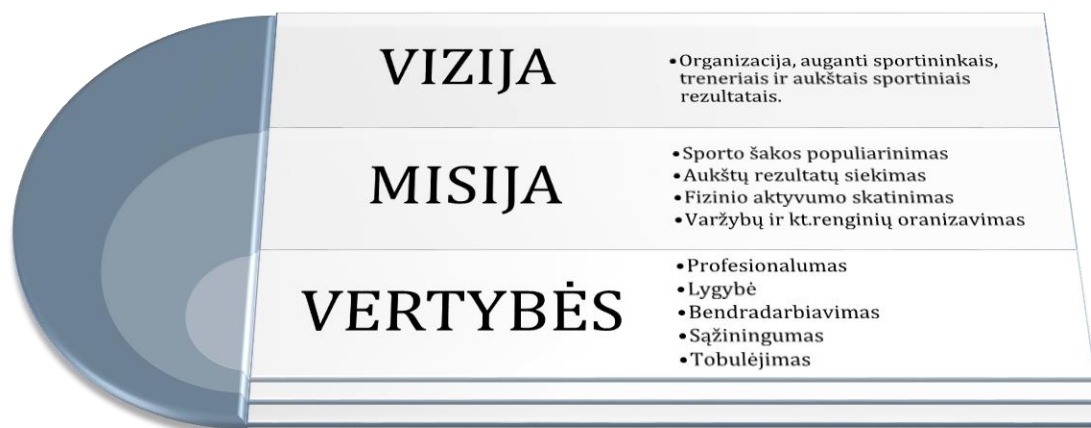 VIZIJA
•Organizacija, auganti sportininkais,
treneriais ir aukštais sportiniais
rezultatais.
MISIJA
•Sporto šakos populiarinimas
•Aukštų rezultatų siekimas
•Fizinio aktyvumo skatinimas
•Varžybų ir kt.renginių oranizavimas
VERTYBĖS
•Profesionalumas
•Lygybė
•Bendradarbiavimas
•Sąžiningumas
•Tobulėjimas